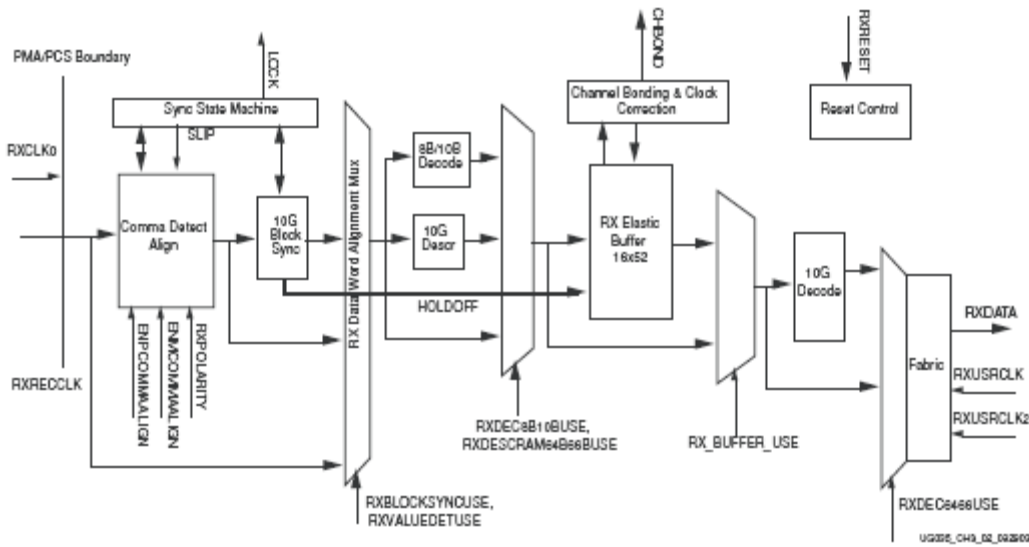 PMA/PCS Boundary
LOCK
CHBOND
RXRESET
Sync State Machine
SLIP
Channel Bonding & Clock
Correction
Reset Control
RXCLK0
8B/10B
Decode
Comma Detect
Align
10G
Block
Sync
RX Data/Word Alignment Mux
10G
Descr
RX Elastic
Buffer
16x52
10G
Decode
HOLDOFF
RXDATA
Fabric
RXRECCLK
ENPCOMMAALIGN
ENMCOMMAALIGN
RXPOLARITY
RXUSRCLK
RXUSRCLK2
RXDEC8B10BUSE,
RXDESCRAM64B66BUSE
RX_BUFFER_USE
RXBLOCKSYNCUSE,
RXVALUEDETUSE
RXDEC6466USE